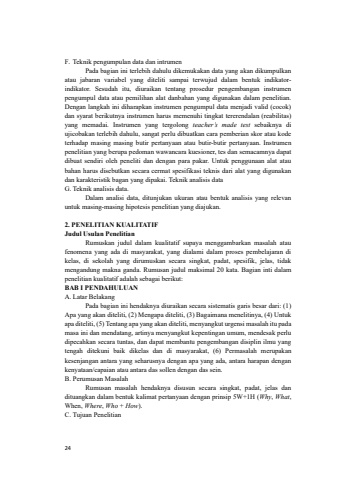 F. Teknik pengumpulan data dan intrumen
Pada bagian ini terlebih dahulu dikemukakan data yang akan dikumpulkan
atau jabaran variabel yang diteliti sampai terwujud dalam bentuk indikator-
indikator. Sesudah itu, diuraikan tentang prosedur pengembangan instrumen
pengumpul data atau pemilihan alat danbahan yang digunakan dalam penelitian.
Dengan langkah ini diharapkan instrumen pengumpul data menjadi valid (cocok)
dan syarat berikutnya instrumen harus memenuhi tingkat tererendalan (reabilitas)
yang memadai. Instrumen yang tergolong teacher's made test sebaiknya di
ujicobakan terlebih dahulu, sangat perlu dibuatkan cara pemberian skor atau kode
terhadap masing masing butir pertanyaan atau butir-butir pertanyaan. Instrumen
penelitian yang berupa pedoman wawancara kuesioner, tes dan semacamnya dapat
dibuat sendiri oleh peneliti dan dengan para pakar. Untuk penggunaan alat atau
bahan harus disebutkan secara cermat spesifikasi teknis dari alat yang digunakan
dan karakteristik bagan yang dipakai. Teknik analisis data
G. Teknik analisis data.
Dalam analisi data, ditunjukan ukuran atau bentuk analisis yang relevan
untuk masing-masing hipotesis penelitian yang diajukan.
2. PENELITIAN KUALITATIF
Judul Usulan Penelitian
Rumuskan judul dalam kualitatif supaya menggambarkan masalah atau
fenomena yang ada di masyarakat, yang dialami dalam proses pembelajaran di
kelas, di sekolah yang dirumuskan secara singkat, padat, spesifik, jelas, tidak
mengandung makna ganda. Rumusan judul maksimal 20 kata. Bagian inti dalam
penelitian kualitatif adalah sebagai berikut:
BAB I PENDAHULUAN
A. Latar Belakang
Pada bagian ini hendaknya diuraikan secara sistematis garis besar dari: (1)
Apa yang akan diteliti, (2) Mengapa diteliti, (3) Bagaimana menelitinya, (4) Untuk
apa diteliti, (5) Tentang apa yang akan diteliti, menyangkut urgensi masalah itu pada
masa ini dan mendatang, artinya menyangkut kepentingan umum, mendesak perlu
dipecahkan secara tuntas, dan dapat membantu pengembangan disiplin ilmu yang
tengah ditekuni baik dikelas dan di masyarakat, (6) Permasalah merupakan
kesenjangan antara yang seharusnya dengan apa yang ada, antara harapan dengan
kenyataan/capaian atau antara das sollen dengan das sein.
B. Perumusan Masalah
Rumusan masalah hendaknya disusun secara singkat, padat, jelas dan
dituangkan dalam bentuk kalimat pertanyaan dengan prinsip 5W+1H (Why, What,
When, Where, Who + How).
C. Tujuan Penelitian
24